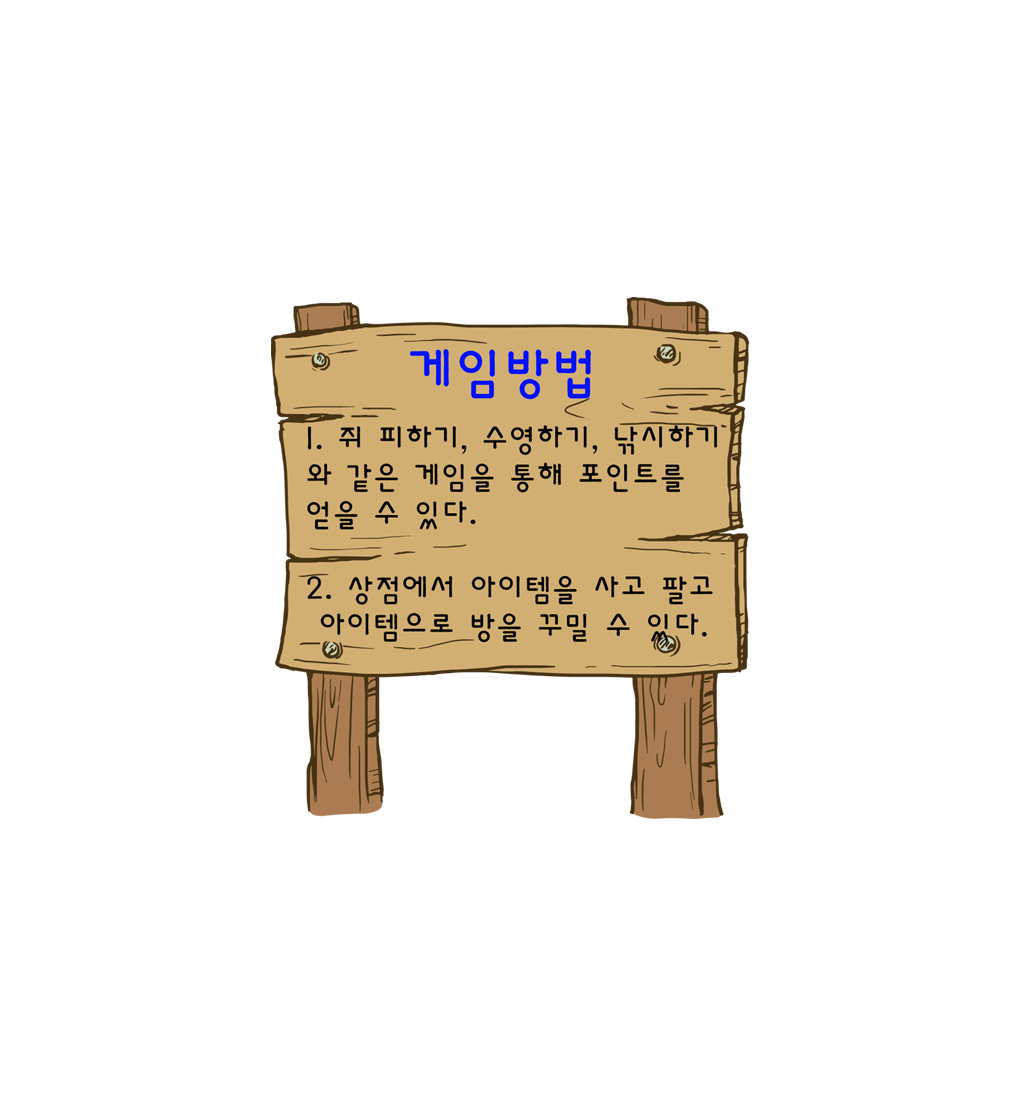 게임방법
1. 쥐 피하기, 수영하기, 낚시하기
와 같은 게임을 통해 포인트를
얻을 수 있다.
2. 상점에서 아이템을 사고 팔고
아이템으로 방을 꾸밀 수 있다.